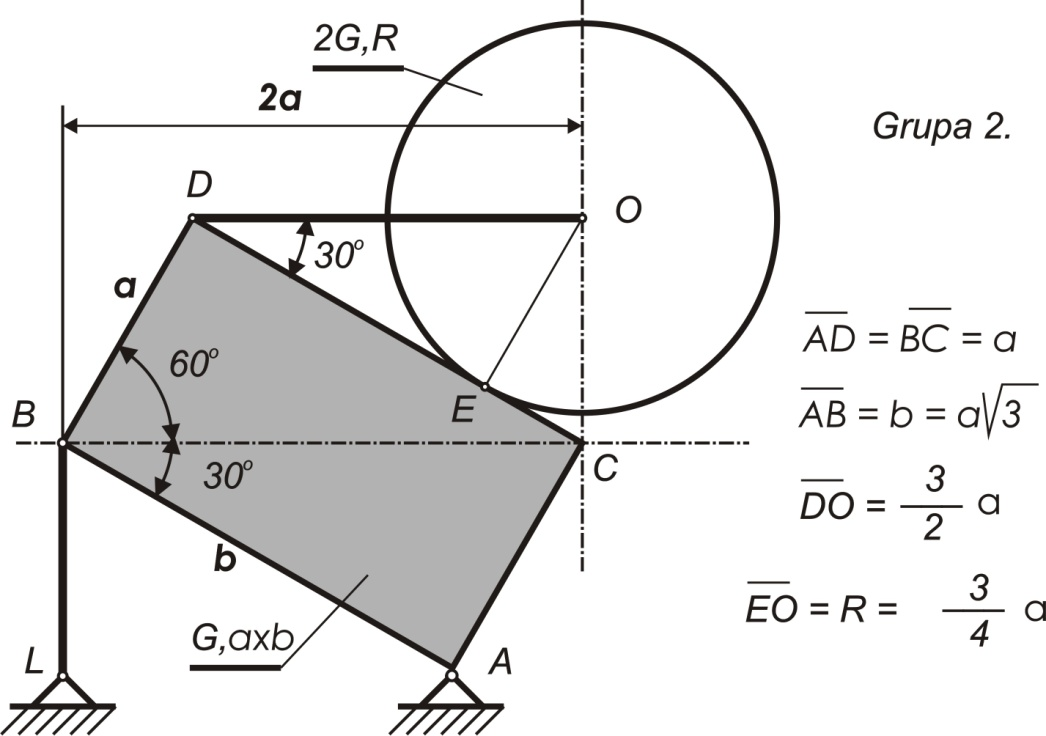 2G,R
2a
Grupa 2.
D
O
30°
a
60°
B
E
30°
C
b
G,axb
L
A
AD = BC = a
AB = b = a√3
DO = 3/2 a
EO = R = 3/4 a